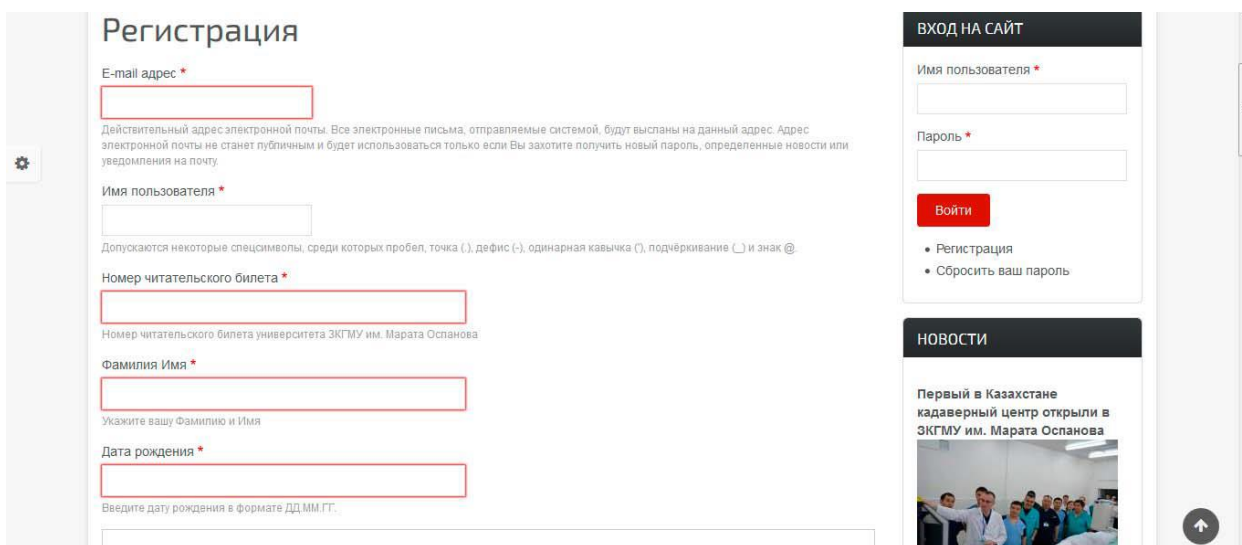 Регистрация
E-mail адрес *
Действительный адрес электронной почты. Все электронные письма, отправляемые системой, будут высланы на данный адрес. Адрес
электронной почты не станет публичным и будет использоваться только если Вы захотите получить новый пароль, определенные новости или
уведомления на почту.
Имя пользователя *
Допускаются некоторые спецсимволы, среди которых пробел, точка (.), дефис (-), одинарная кавычка ('), подчёркивание (_) и знак @.
Номер читательского билета *
Номер читательского билета университета ЗКГМУ им. Марата Оспанова
Фамилия Имя *
Укажите вашу Фамилию и Имя
Дата рождения *
Введите дату рождения в формате ДД.ММ.ГГ.
ВХОД НА САЙТ
Имя пользователя *
Пароль *
Войти
• Регистрация
• Сбросить ваш пароль
НОВОСТИ
Первый в Казахстане
кадаверный центр открыли в
ЗКГМУ им. Марата Оспанова